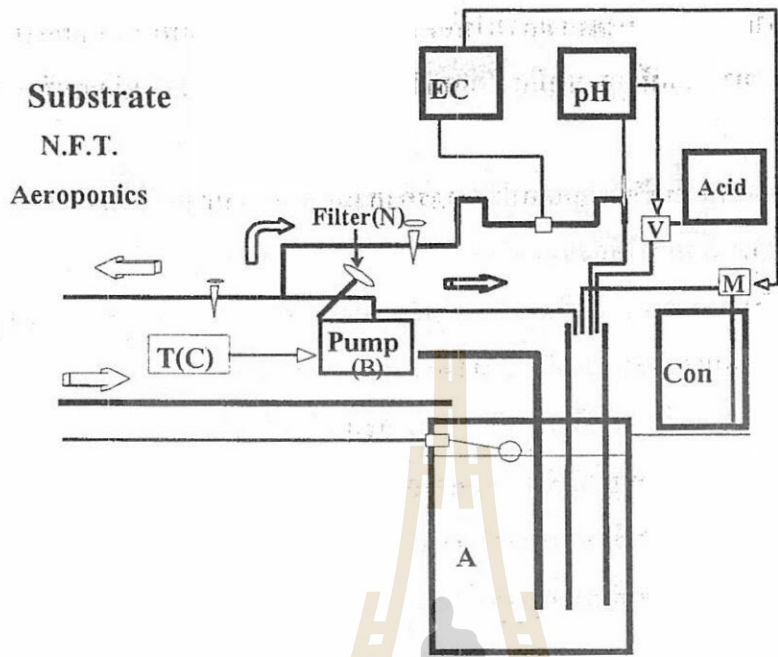 Substrate
N.F.T.
Aeroponics
EC
pH
Acid
Filter(N)
V
M
T(C)
Pump
(B)
Con
A